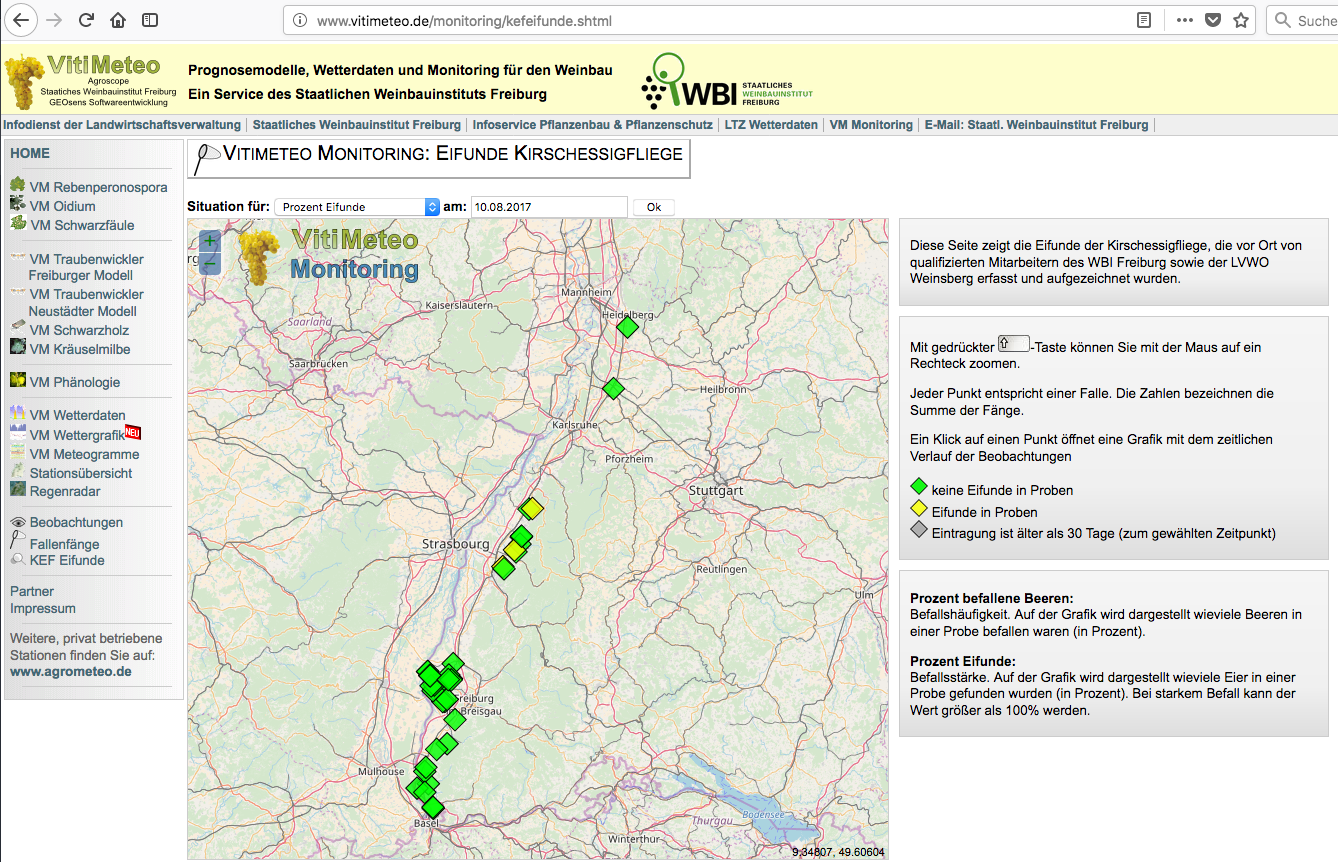 www.vitimeteo.de/monitoring/kefeifunde.shtml
Suche
VitiMeteo
Agroscope
Staatliches Weinbauinstitut Freiburg
GEOsens Softwareentwicklung
Prognosemodelle, Wetterdaten und Monitoring für den Weinbau
Ein Service des Staatlichen Weinbauinstituts Freiburg
WBI
STAATLICHES
WEINBAUINSTITUT
FREIBURG
Infodienst der Landwirtschaftsverwaltung | Staatliches Weinbauinstitut Freiburg | Infoservice Pflanzenbau & Pflanzenschutz | LTZ Wetterdaten | VM Monitoring | E-Mail: Staatl. Weinbauinstitut Freiburg |
HOME
VM Rebenperonospora
VM Oidium
VM Schwarzfäule
VM Traubenwickler
Freiburger Modell
VM Traubenwickler
Neustädter Modell
VM Schwarzholz
VM Kräuselmilbe
VM Phänologie
VM Wetterdaten
VM Wettergrafik NEU
VM Meteogramme
Stationsübersicht
Regenradar
Beobachtungen
Fallenfänge
KEF Eifunde
Partner
Impressum
Weitere, privat betriebene
Stationen finden Sie auf:
www.agrometeo.de
VITIMETEO MONITORING: EIFUNDE KIRSCHESSIGFLIEGE
Situation für: Prozent Eifunde am: 10.08.2017 Ok
+
−
VitiMeteo
Monitoring
Mannheim
Kaiserslautern
Heidelberg
Saarland
Saarbrücken
Heilbronn
Karlsruhe
Pforzheim
Stuttgart
Strasbourg
Reutlingen
Ulm
Freiburg
im Breisgau
Mulhouse
Basel
Thurgau
Bodensee
Winterthur
9.34807, 49.60604
Diese Seite zeigt die Eifunde der Kirschessigfliege, die vor Ort von
qualifizierten Mitarbeitern des WBI Freiburg sowie der LVWO
Weinsberg erfasst und aufgezeichnet wurden.
Mit gedrückter ⇧-Taste können Sie mit der Maus auf ein
Rechteck zoomen.
Jeder Punkt entspricht einer Falle. Die Zahlen bezeichnen die
Summe der Fänge.
Ein Klick auf einen Punkt öffnet eine Grafik mit dem zeitlichen
Verlauf der Beobachtungen
keine Eifunde in Proben
Eifunde in Proben
Eintragung ist älter als 30 Tage (zum gewählten Zeitpunkt)
Prozent befallene Beeren:
Befallshäufigkeit. Auf der Grafik wird dargestellt wieviele Beeren in
einer Probe befallen waren (in Prozent).
Prozent Eifunde:
Befallsstärke. Auf der Grafik wird dargestellt wieviele Eier in einer
Probe gefunden wurden (in Prozent). Bei starkem Befall kann der
Wert größer als 100% werden.